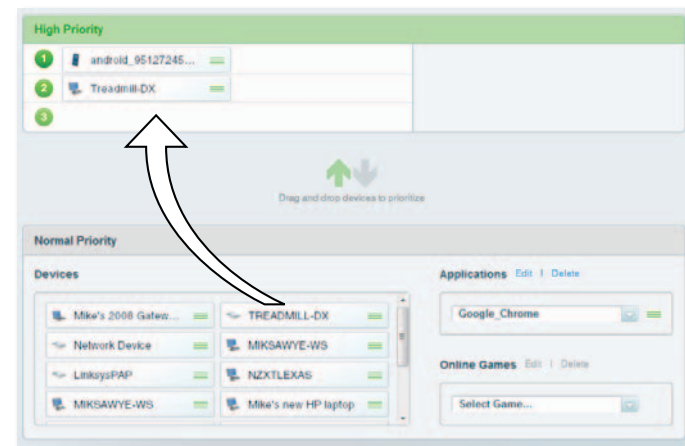 High Priority
1 android_95127245...
2 Treadmill-DX
3
Drag and drop devices to prioritize
Normal Priority
Devices
Applications Edit | Delete
Mike's 2008 Gatew... TREADMILL-DX
Google_Chrome
Network Device MIKSAWYE-WS
LinksysPAP NZXTLEXAS
Online Games Edit | Delete
MIKSAWYE-WS Mike's new HP laptop
Select Game...